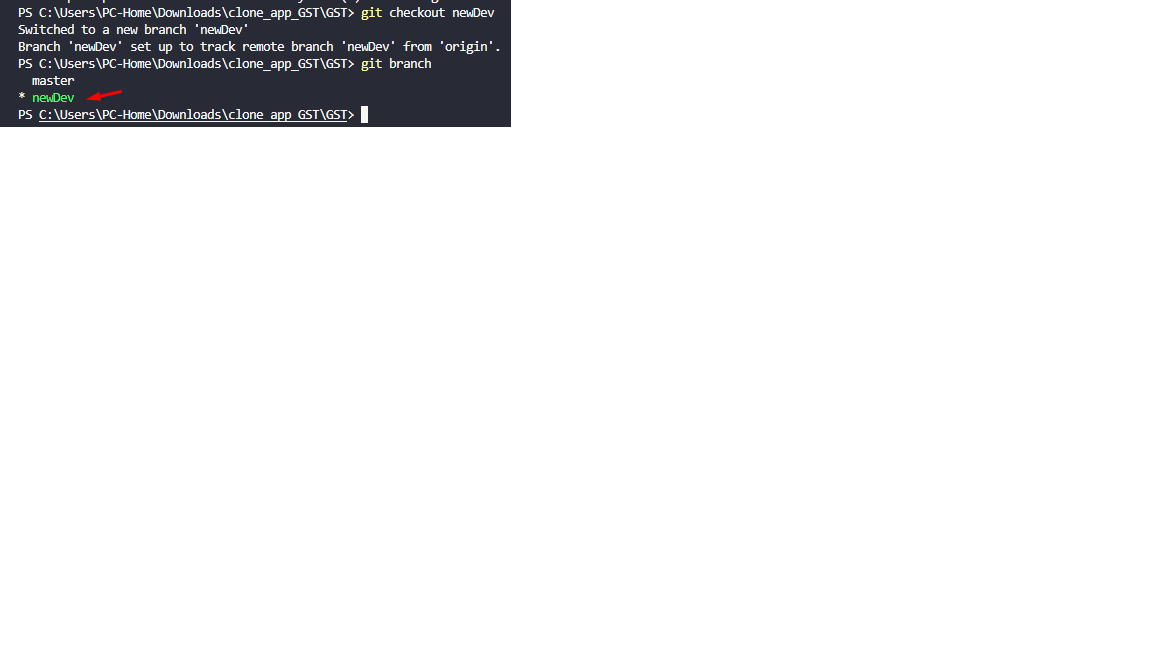 PS C:\Users\PC-Home\Downloads\clone_app_GST\GST> git checkout newDev
Switched to a new branch 'newDev'
Branch 'newDev' set up to track remote branch 'newDev' from 'origin'.
PS C:\Users\PC-Home\Downloads\clone_app_GST\GST> git branch
  master
* newDev
PS C:\Users\PC-Home\Downloads\clone_app_GST\GST>